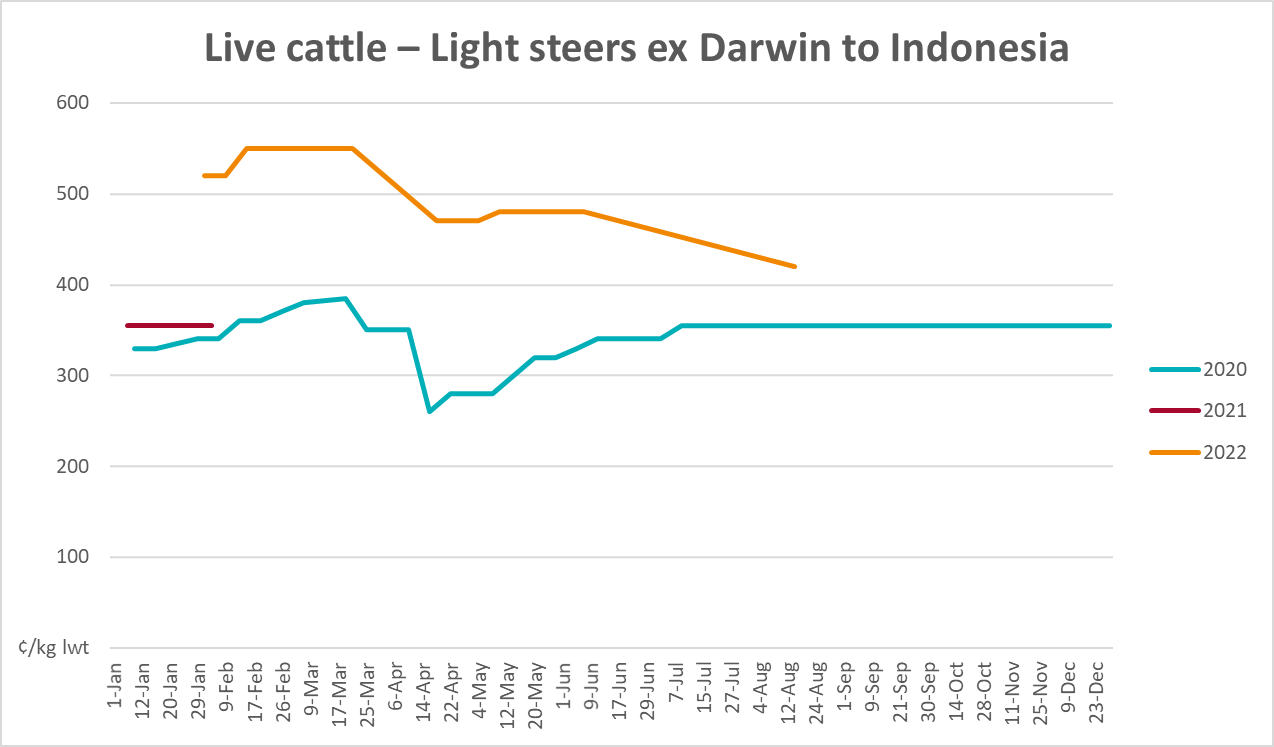 Live cattle – Light steers ex Darwin to Indonesia
600
500
400
300
200
100
¢/kg lwt
1-Jan
12-Jan
20-Jan
29-Jan
9-Feb
17-Feb
26-Feb
9-Mar
17-Mar
25-Mar
6-Apr
14-Apr
22-Apr
4-May
12-May
20-May
1-Jun
9-Jun
17-Jun
29-Jun
7-Jul
15-Jul
27-Jul
4-Aug
12-Aug
24-Aug
1-Sep
9-Sep
21-Sep
30-Sep
14-Oct
28-Oct
11-Nov
25-Nov
9-Dec
23-Dec
2020
2021
2022